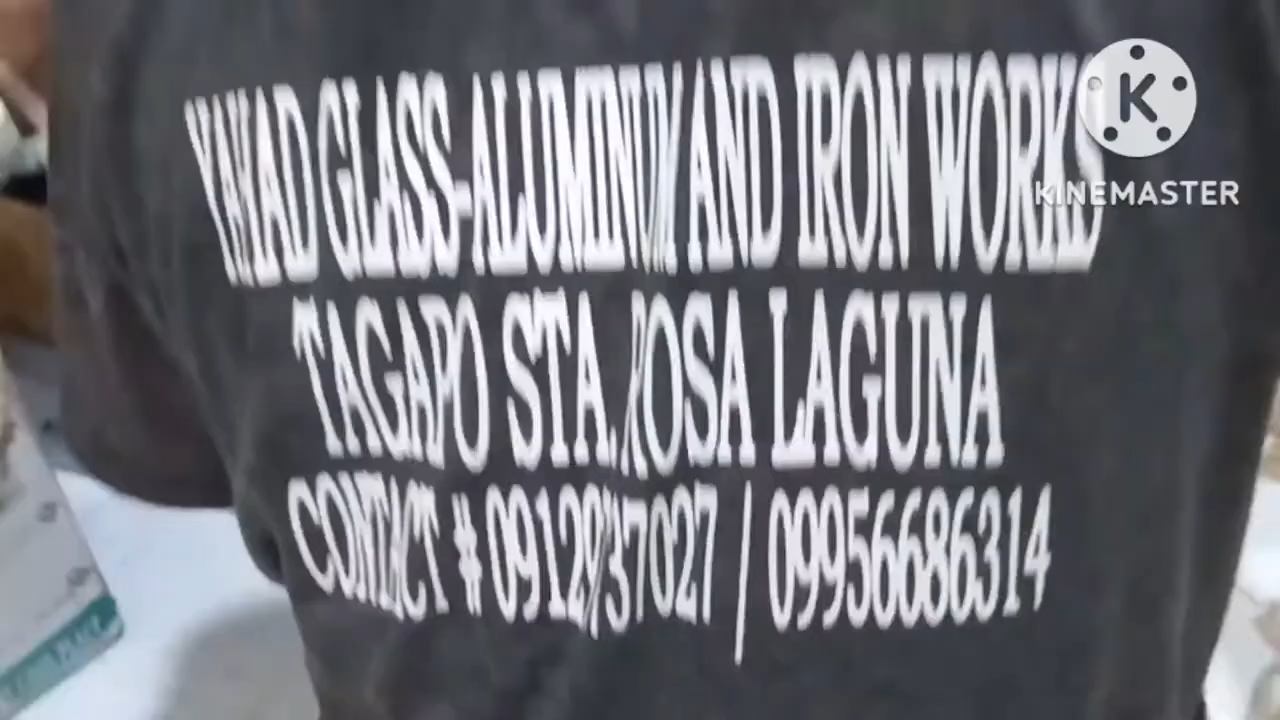 GLASS-ALUMINUM AND IRON WORKS
TAGAPO STA. ROSA LAGUNA
CONTACT # / 09956686314
K
KINEMASTER